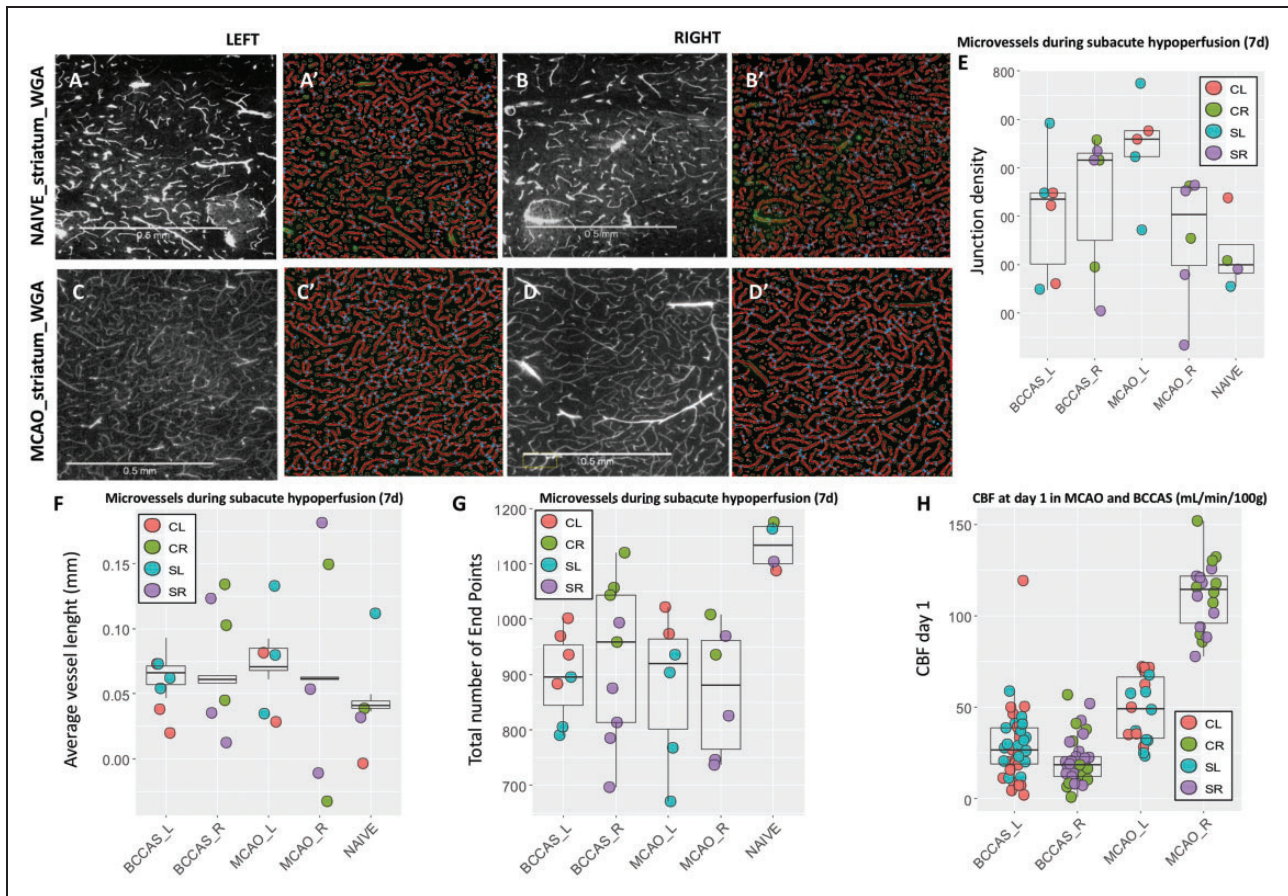 LEFT
RIGHT
NAIVE_striatum_WGA
MCAO_striatum_WGA
A
A'
B
B'
0.5 mm
0.5mm
C
C'
D
D'
0.5 mm
0.5 mm
Microvessels during subacute hypoperfusion (7d)
E
Junction density
800
00
00
00
00
00
CL
CR
SL
SR
BCCAS_L
BCCAS_R
MCAO_L
MCAO_R
NAIVE
F
Microvessels during subacute hypoperfusion (7d)
Average vessel lenght (mm)
0.15
0.10
0.05
0.00
CL
CR
SL
SR
BCCAS_L
BCCAS_R
MCAO_L
MCAO_R
NAIVE
G
Microvessels during subacute hypoperfusion (7d)
Total number of End Points
1200
1100
1000
900
800
700
CL
CR
SL
SR
BCCAS_L
BCCAS_R
MCAO_L
MCAO_R
NAIVE
H
CBF at day 1 in MCAO and BCCAS (mL/min/100g)
CBF day 1
150
100
50
0
CL
CR
SL
SR
BCCAS_L
BCCAS_R
MCAO_L
MCAO_R